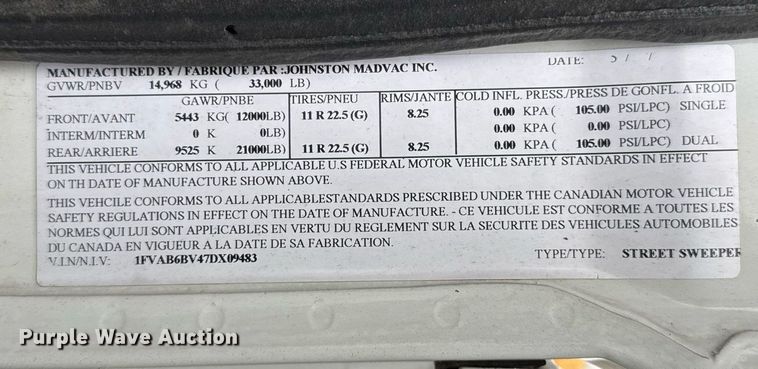 MANUFACTURED BY / FABRIQUE PAR :JOHNSTON MADVAC INC. DATE:
GVWR/PNBV 14,968 KG ( 33,000 LB)
GAWR/PNBE TIRES/PNEU RIMS/JANTE COLD INFL. PRESS/PRESS DE GONFL. A FROID
FRONT/AVANT 5443 KG( 12000LB) 11 R 22.5 (G) 8.25 0.00 KPA ( 105.00 PSI/LPC) SINGLE
INTERM/INTERM 0 K 0LB) 0.00 KPA ( 0.00 PSI/LPC)
REAR/ARRIERE 9525 K 21000LB) 11 R 22.5 (G) 8.25 0.00 KPA ( 105.00 PSI/LPC) DUAL
THIS VEHICLE CONFORMS TO ALL APPLICABLE U.S FEDERAL MOTOR VEHICLE SAFETY STANDARDS IN EFFECT
ON TH DATE OF MANUFACTURE SHOWN ABOVE.
THIS VEHCILE CONFORMS TO ALL APPLICABLESTANDARDS PRESCRIBED UNDER THE CANADIAN MOTOR VEHICLE
SAFETY REGULATIONS IN EFFECT ON THE DATE OF MANUFACTURE. - CE VEHICULE EST CONFORME A TOUTES LES
NORMES QUI LUI SONT APPLICABLES EN VERTU DU REGLEMENT SUR LA SECURITE DES VEHICULES AUTOMOBILES
DU CANADA EN VIGUEUR A LA DATE DE SA FABRICATION.
V.I.N/N.I.V: 1FVAB6BV47DX09483 TYPE/TYPE: STREET SWEEPER
Purple Wave Auction